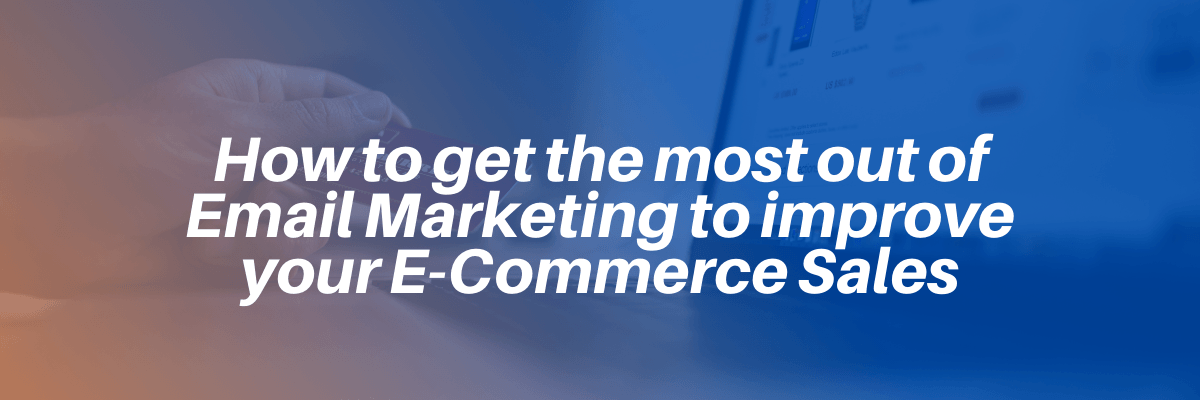 How to get the most out of
Email Marketing to improve
your E-Commerce Sales